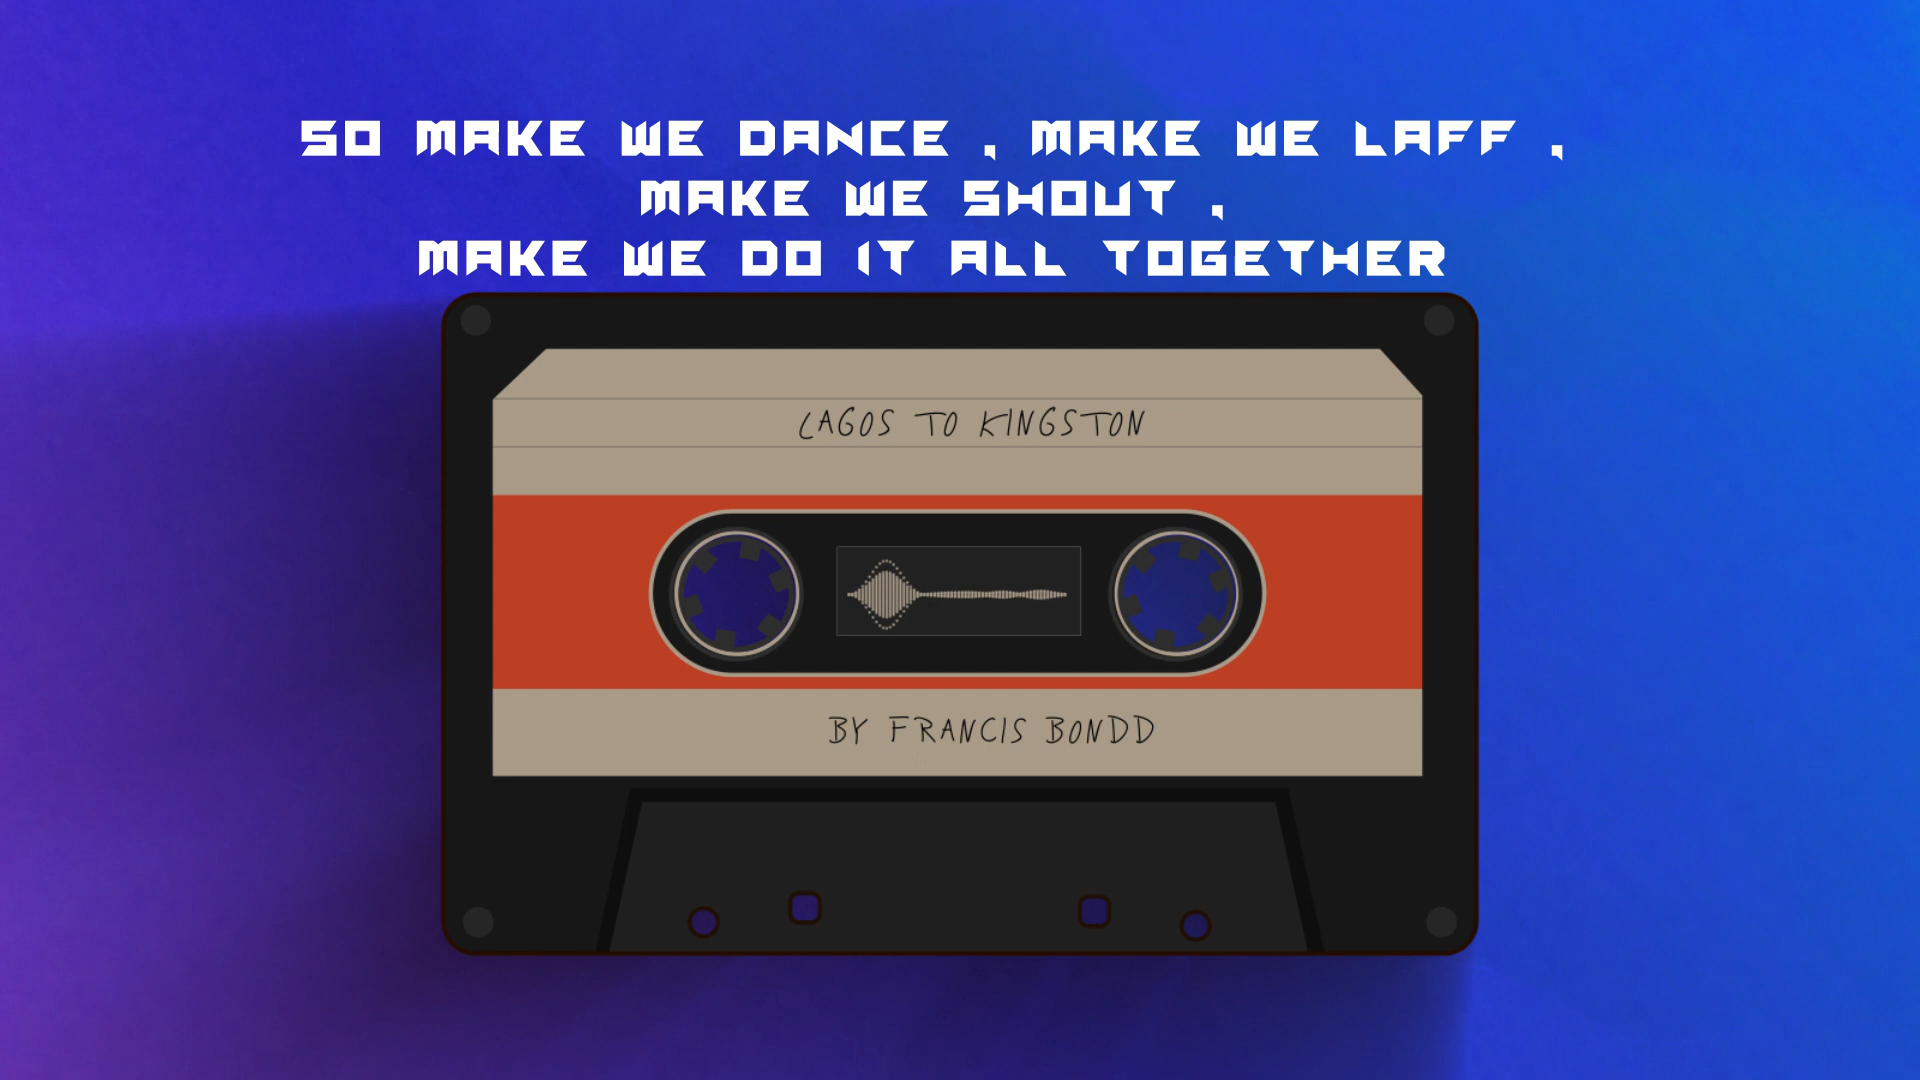 SO MAKE WE DANCE , MAKE WE LAFF ,
MAKE WE SHOUT ,
MAKE WE DO IT ALL TOGETHER
LAGOS TO KINGSTON
BY FRANCIS BONDD